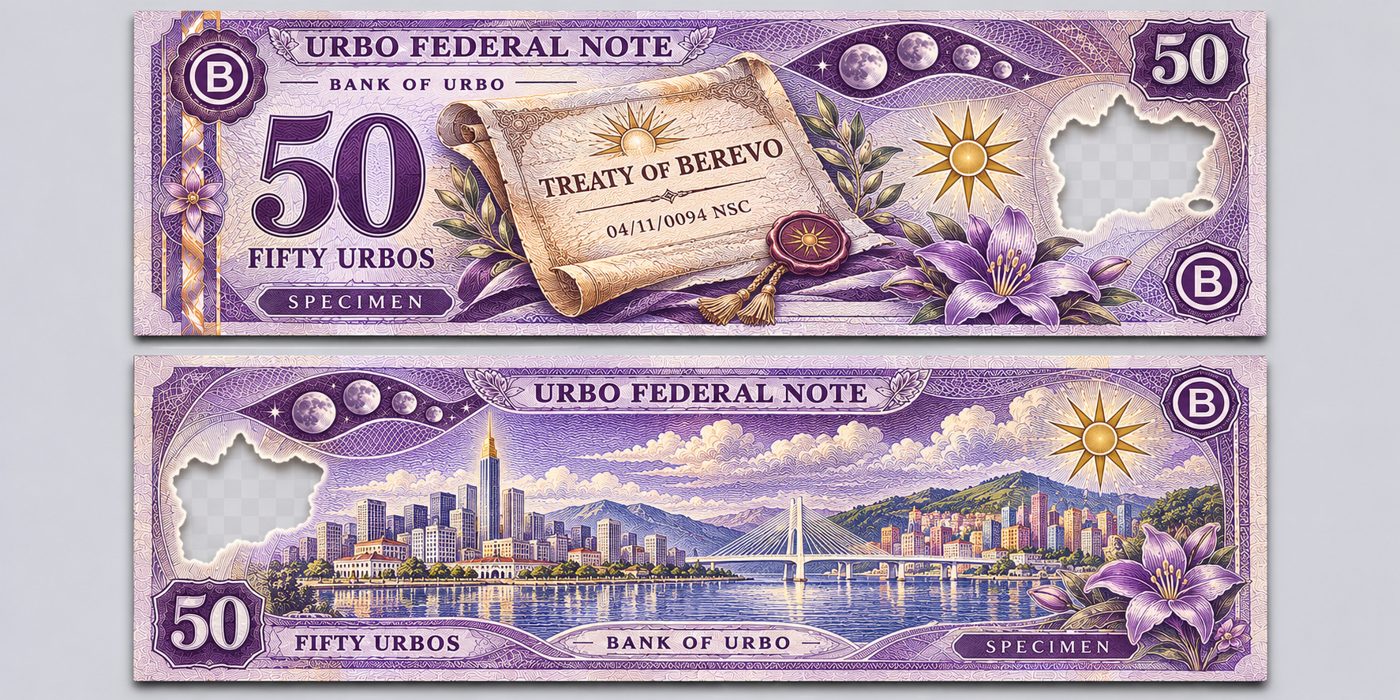 B
URBO FEDERAL NOTE
BANK OF URBO
50
50
FIFTY URBOS
SPECIMEN
TREATY OF BEREVO
04/11/0094 NSC
B
URBO FEDERAL NOTE
B
50
FIFTY URBOS
BANK OF URBO
SPECIMEN